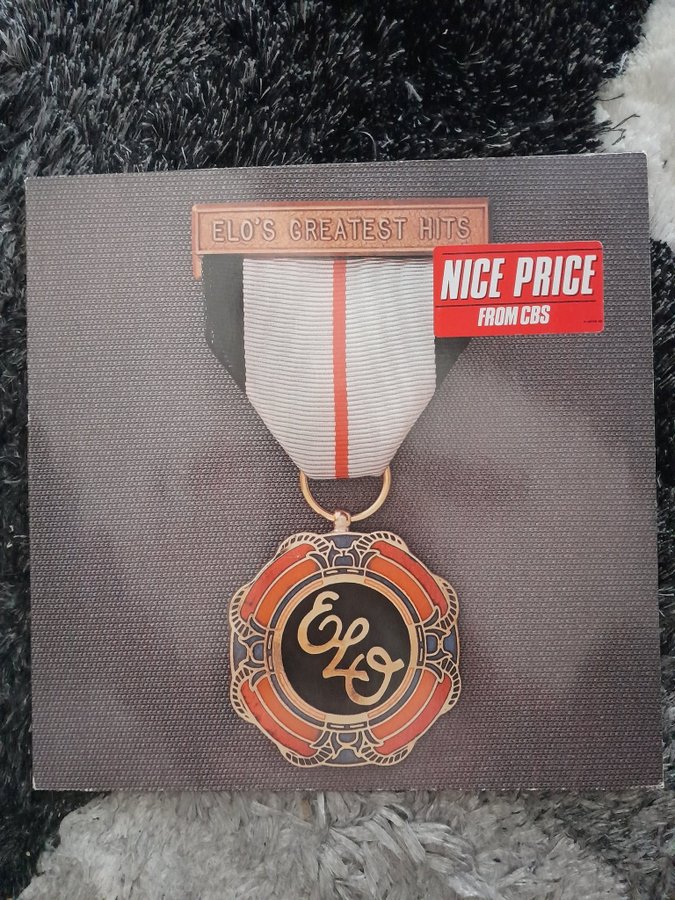 ELO'S GREATEST HITS
NICE PRICE
FROM CBS
ELO